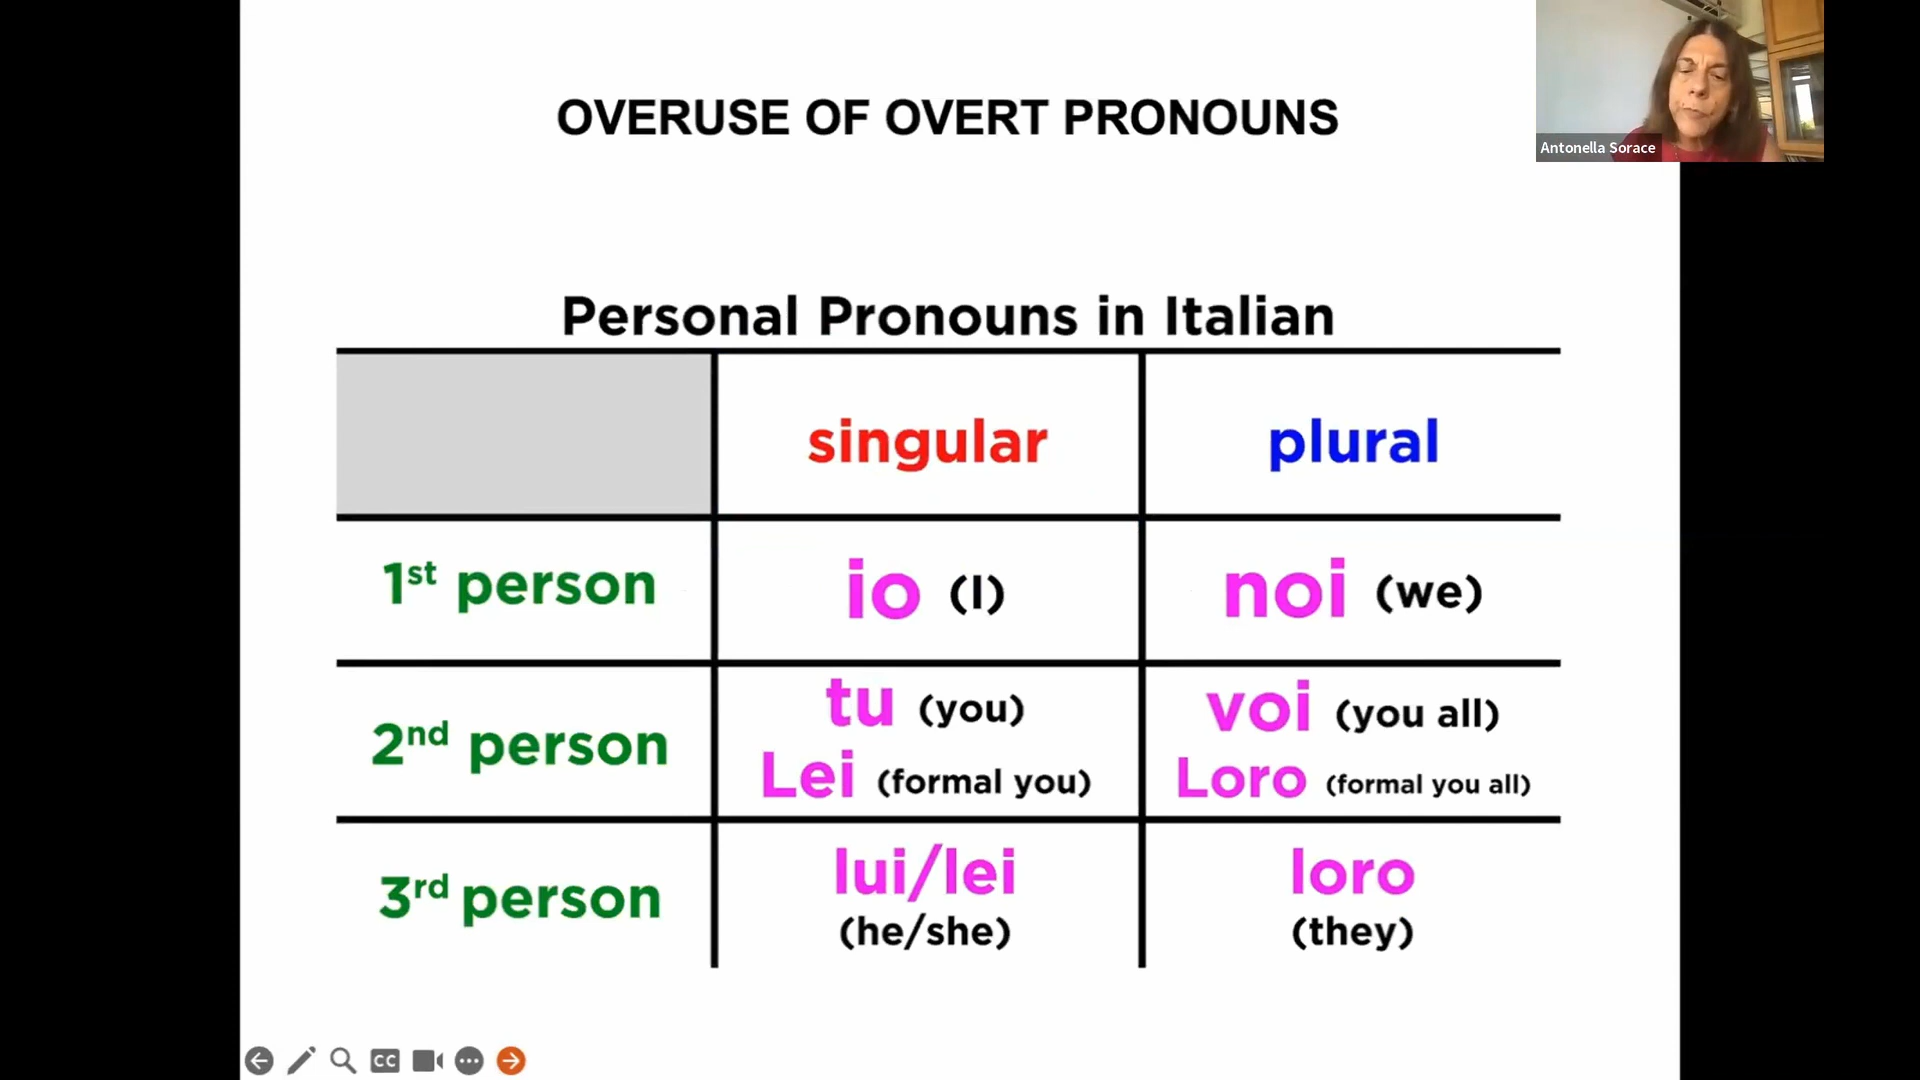 OVERUSE OF OVERT PRONOUNS
Antonella Sorace
Personal Pronouns in Italian
singular plural
1st person io (I) noi (we)
2nd person tu (you) voi (you all)
Lei (formal you) Loro (formal you all)
3rd person lui/lei loro
(he/she) (they)
CC